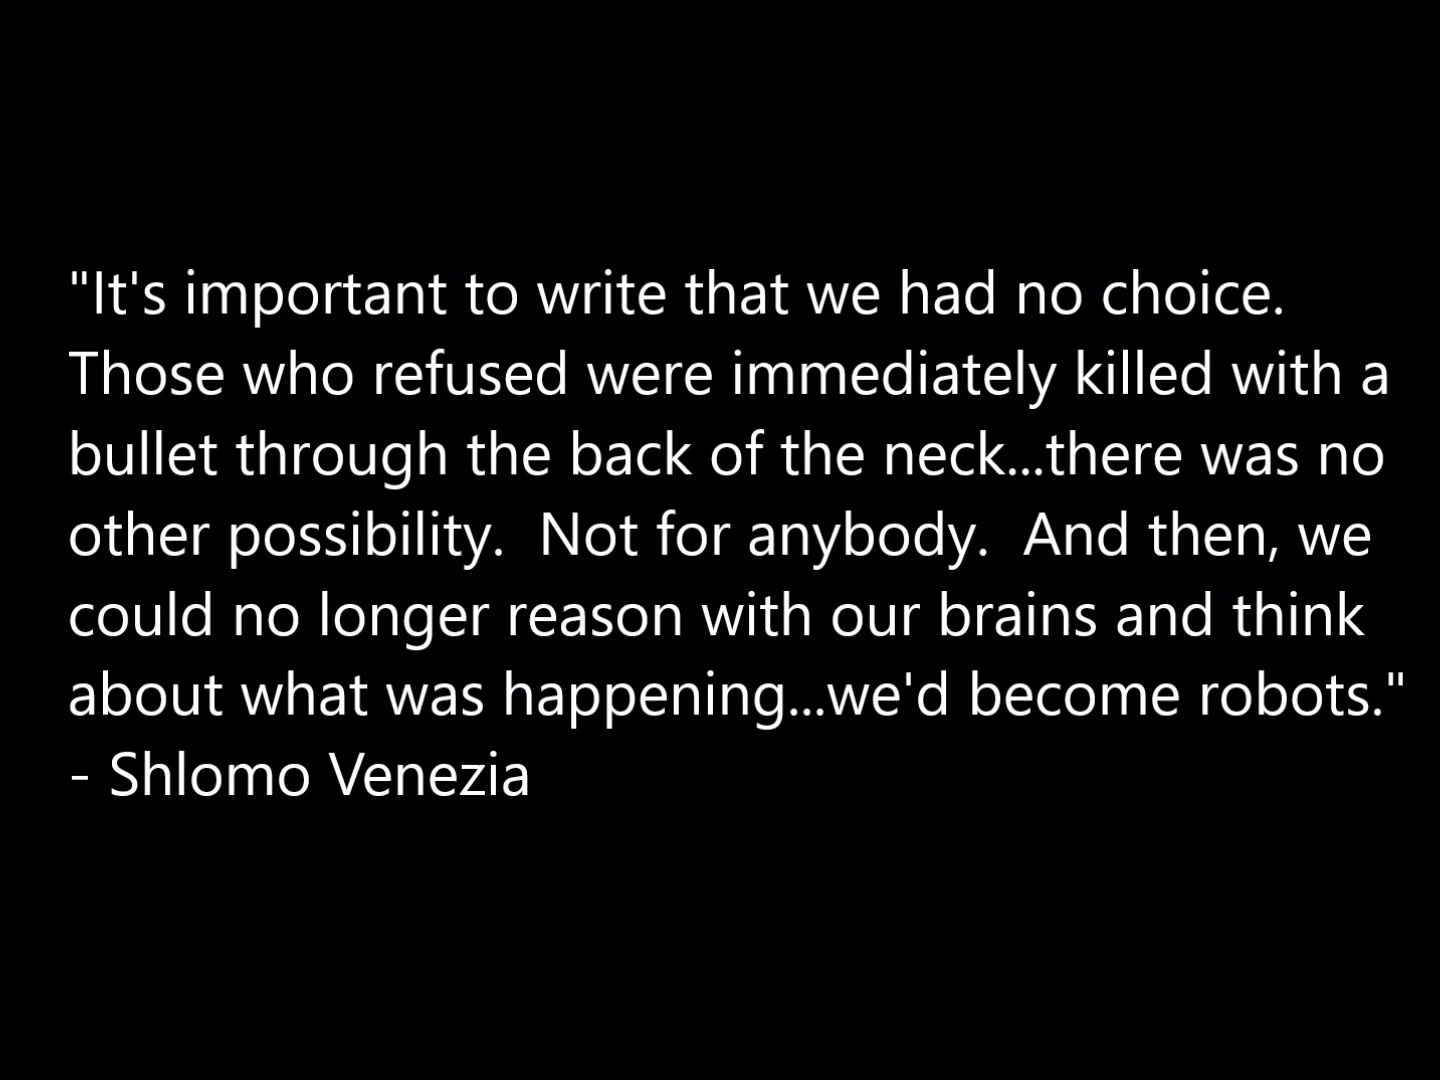 "It's important to write that we had no choice.
Those who refused were immediately killed with a
bullet through the back of the neck...there was no
other possibility.  Not for anybody.  And then, we
could no longer reason with our brains and think
about what was happening...we'd become robots."
- Shlomo Venezia